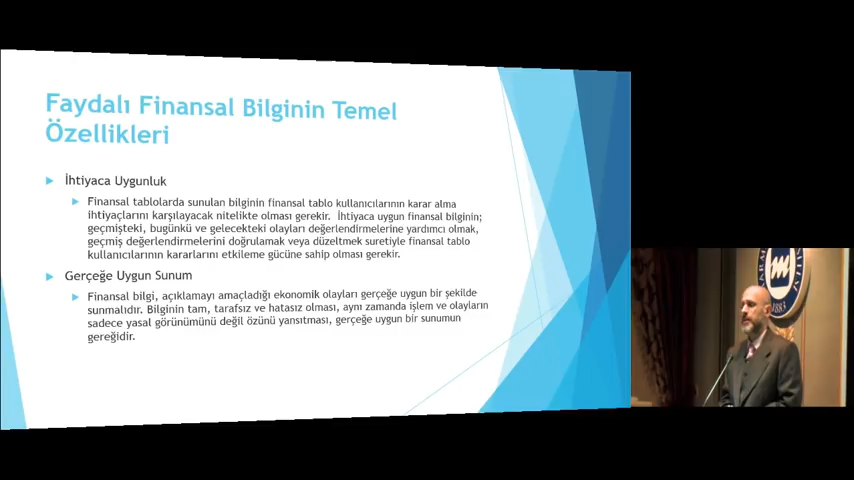 Faydalı Finansal Bilginin Temel
Özellikleri
İhtiyaca Uygunluk
Finansal tablolarda sunulan bilginin finansal tablo kullanıcılarının karar alma
ihtiyaçlarını karşılayacak nitelikte olması gerekir. İhtiyaca uygun finansal bilginin;
geçmişteki, bugünkü ve gelecekteki olayları değerlendirmelerine yardımcı olmak,
geçmiş değerlendirmelerini doğrulamak veya düzeltmek suretiyle finansal tablo
kullanıcılarının kararlarını etkileme gücüne sahip olması gerekir.
Gerçeğe Uygun Sunum
Finansal bilgi, açıklamayı amaçladığı ekonomik olayları gerçeğe uygun bir şekilde
sunmalıdır. Bilginin tam, tarafsız ve hatasız olması, aynı zamanda işlem ve olayların
sadece yasal görünümünü değil özünü yansıtması, gerçeğe uygun bir sunumun
gereğidir.
1883